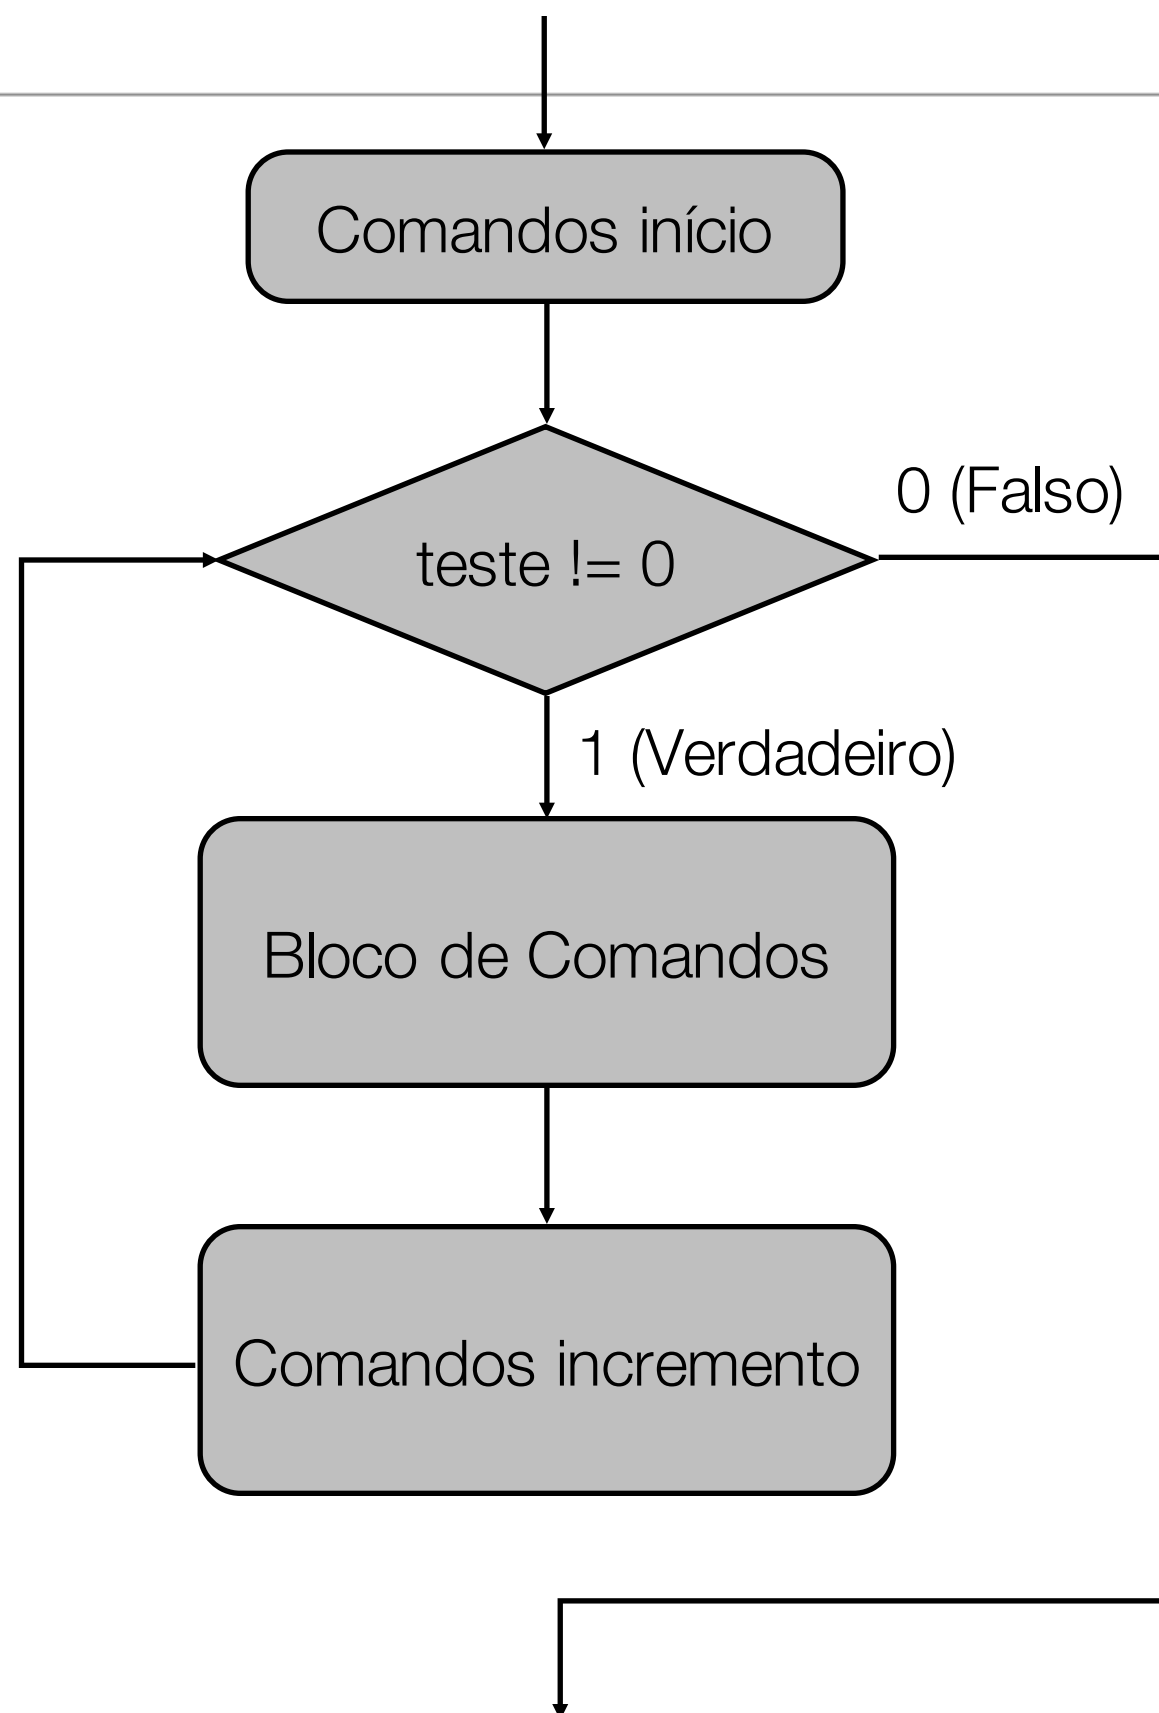 Comandos início
0 (Falso)
teste != 0
1 (Verdadeiro)
Bloco de Comandos
Comandos incremento